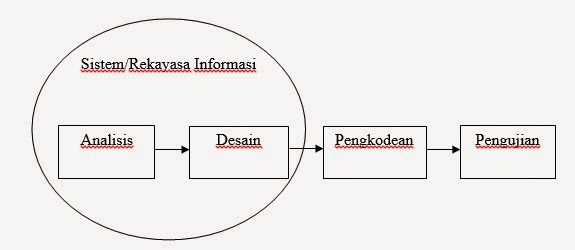 Sistem/Rekayasa Informasi
Analisis
Desain
Pengkodean
Pengujian